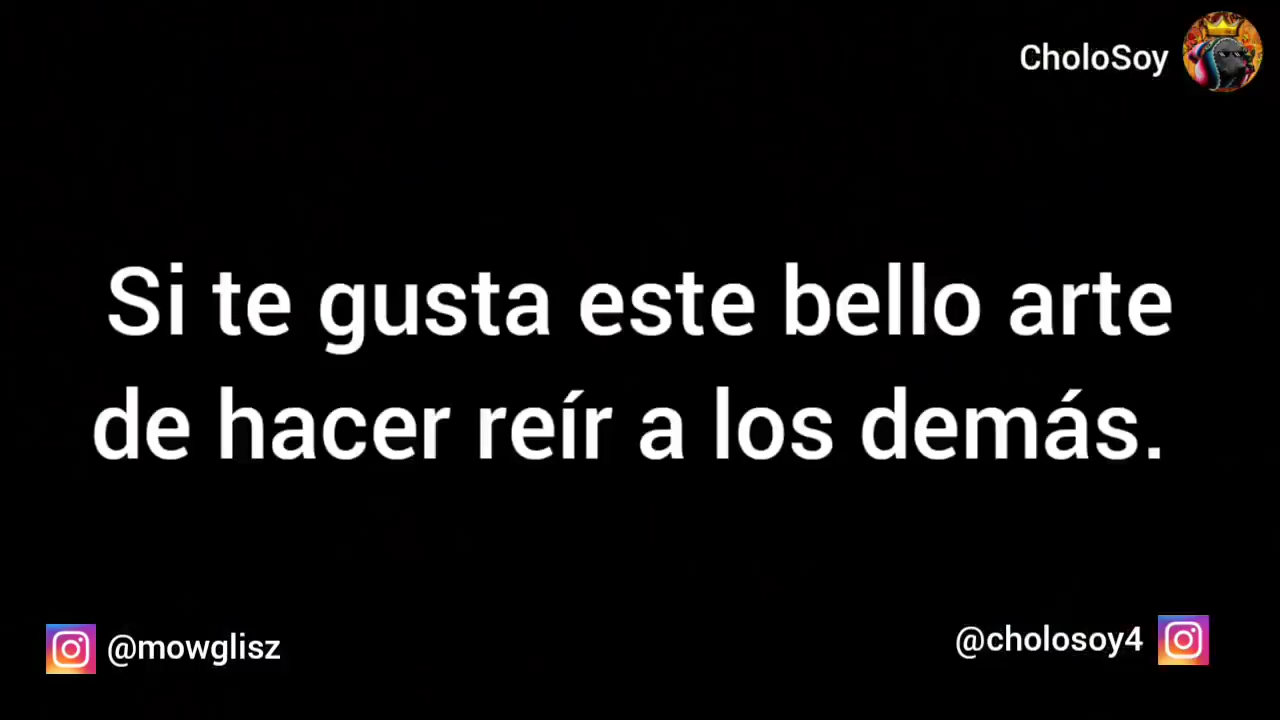 CholoSoy
Si te gusta este bello arte
de hacer reír a los demás.
@mowglisz
@cholosoy4